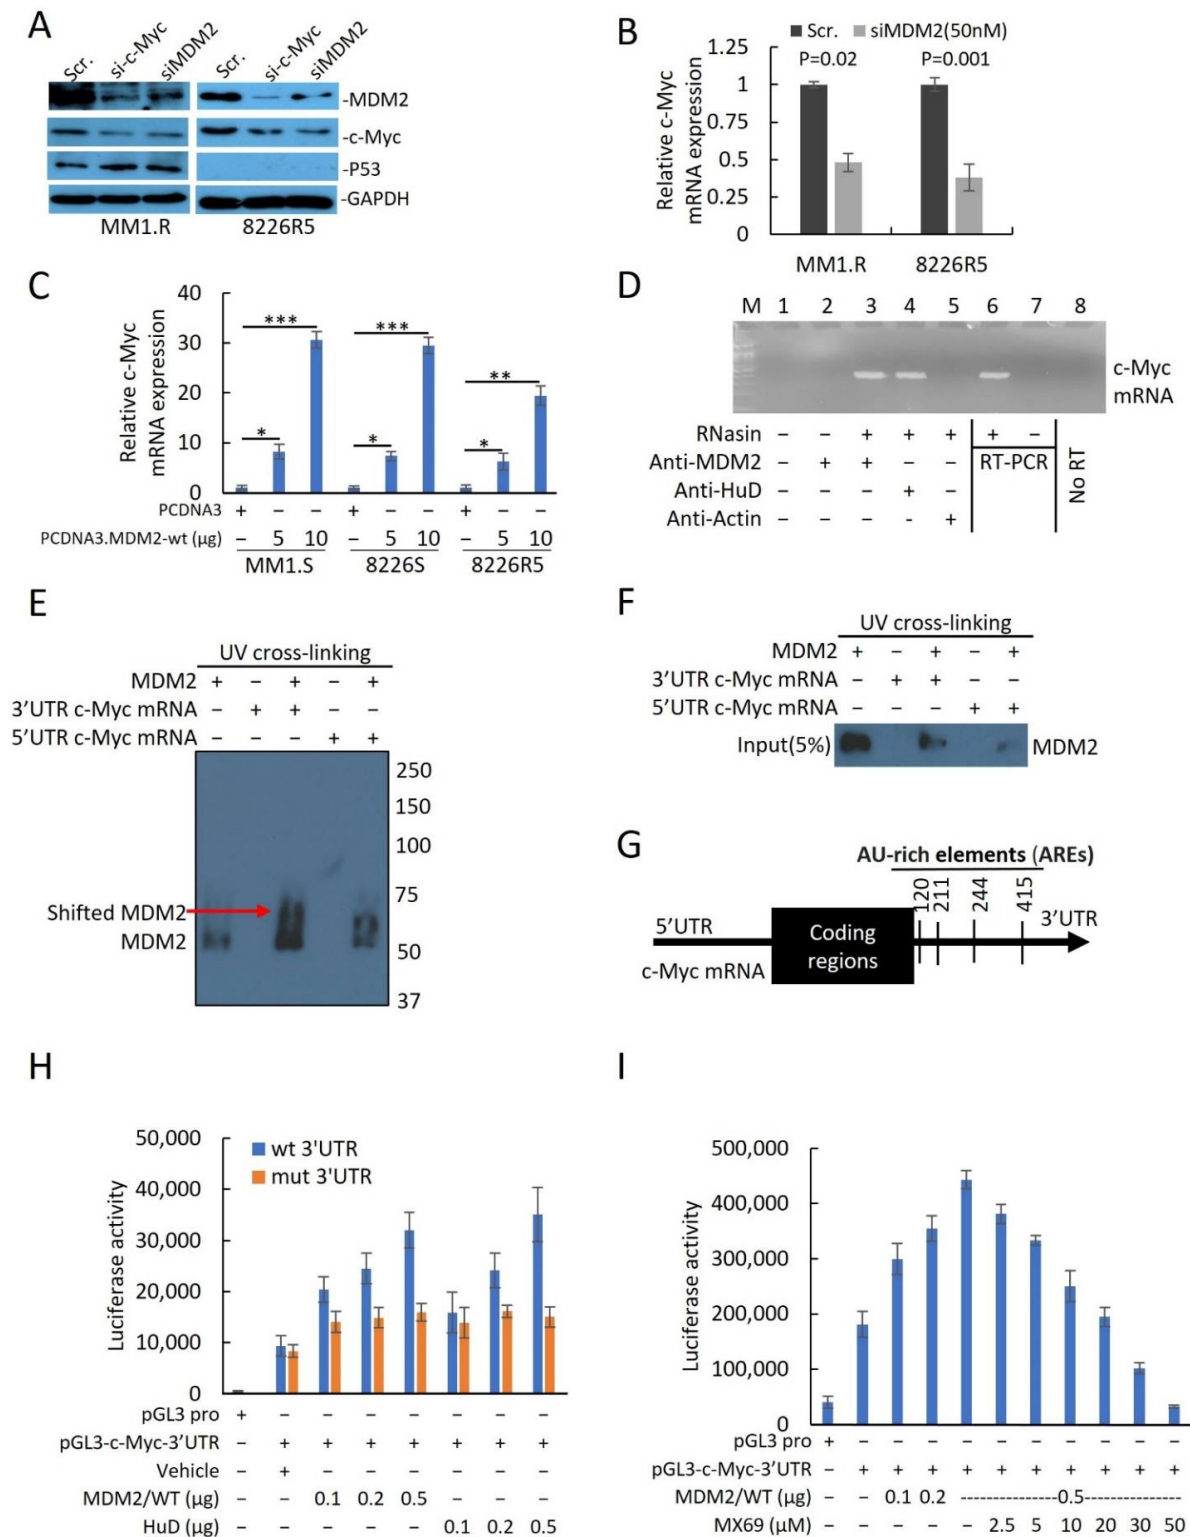 A
Scr.
si-c-Myc
siMDM2
Scr.
si-c-Myc
siMDM2
-MDM2
-c-Myc
-P53
-GAPDH
MM1.R
8226R5
B
Scr.
siMDM2(50nM)
P=0.02
P=0.001
Relative c-Myc
mRNA expression
1.25
1
0.75
0.5
0.25
0
MM1.R
8226R5
C
Relative c-Myc
mRNA expression
40
30
20
10
0
*** *** **
* * *
PCDNA3 + – – + – – + – –
PCDNA3.MDM2-wt (µg) – 5 10 – 5 10 – 5 10
MM1.S 8226S 8226R5
D
M 1 2 3 4 5 6 7 8
c-Myc
mRNA
RNasin – – + + + + –
Anti-MDM2 – + + – – RT-PCR
Anti-HuD – – – + –
Anti-Actin – – – - +
No RT
E
UV cross-linking
MDM2 + – + – +
3'UTR c-Myc mRNA – + + – –
5'UTR c-Myc mRNA – – – + +
250
150
100
75
50
37
Shifted MDM2
MDM2
F
UV cross-linking
MDM2 + – + – +
3'UTR c-Myc mRNA – + + – –
5'UTR c-Myc mRNA – – – + +
Input(5%)
MDM2
G
AU-rich elements (AREs)
120
211
244
415
5'UTR
3'UTR
Coding
regions
c-Myc mRNA
H
Luciferase activity
50,000
40,000
30,000
20,000
10,000
0
wt 3'UTR
mut 3'UTR
pGL3 pro + – – – – – – –
pGL3-c-Myc-3'UTR – + + + + + + +
Vehicle – + – – – – – –
MDM2/WT (µg) – – 0.1 0.2 0.5 – – –
HuD (µg) – – – – – 0.1 0.2 0.5
I
Luciferase activity
500,000
400,000
300,000
200,000
100,000
0
pGL3 pro + – – – – – – – – – –
pGL3-c-Myc-3'UTR – + + + + + + + + + +
MDM2/WT (µg) – – 0.1 0.2 ------------0.5------------
MX69 (µM) – – – – – 2.5 5 10 20 30 50